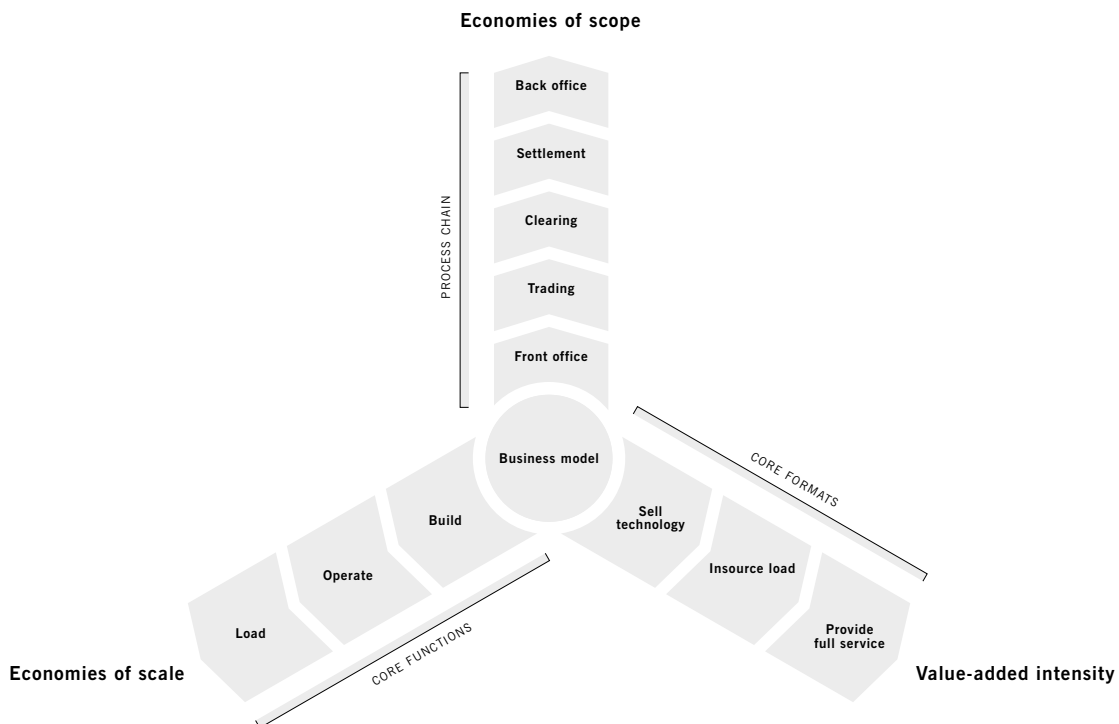 Economies of scope
Back office
Settlement
PROCESS CHAIN
Clearing
Trading
Front office
Business model
CORE FORMATS
Build
Sell
technology
Operate
Insource load
Load
Provide
full service
CORE FUNCTIONS
Economies of scale
Value-added intensity